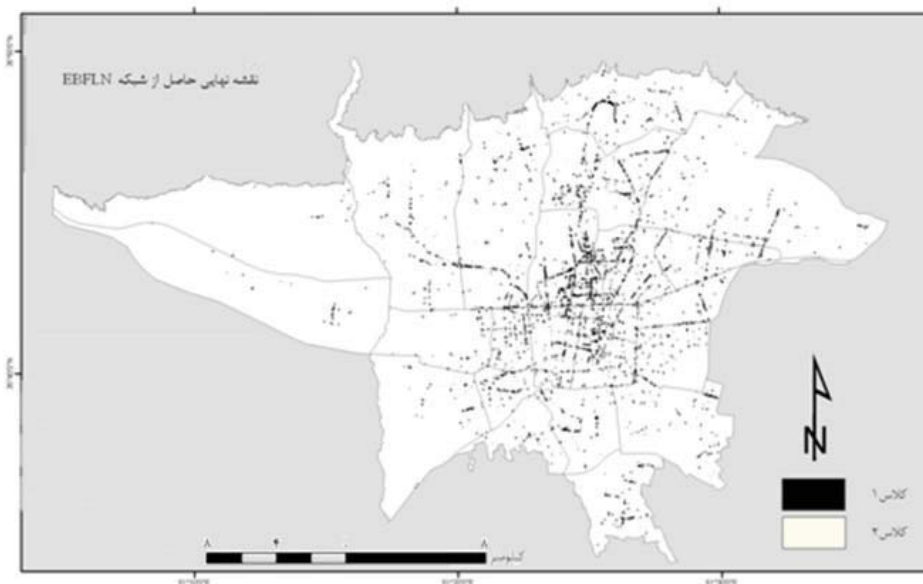 نقشه نهایی حاصل از شبکه EBFLN
N
کلاس۱
کلاس۲
۸ ۴ ۰ ۸
کیلومتر